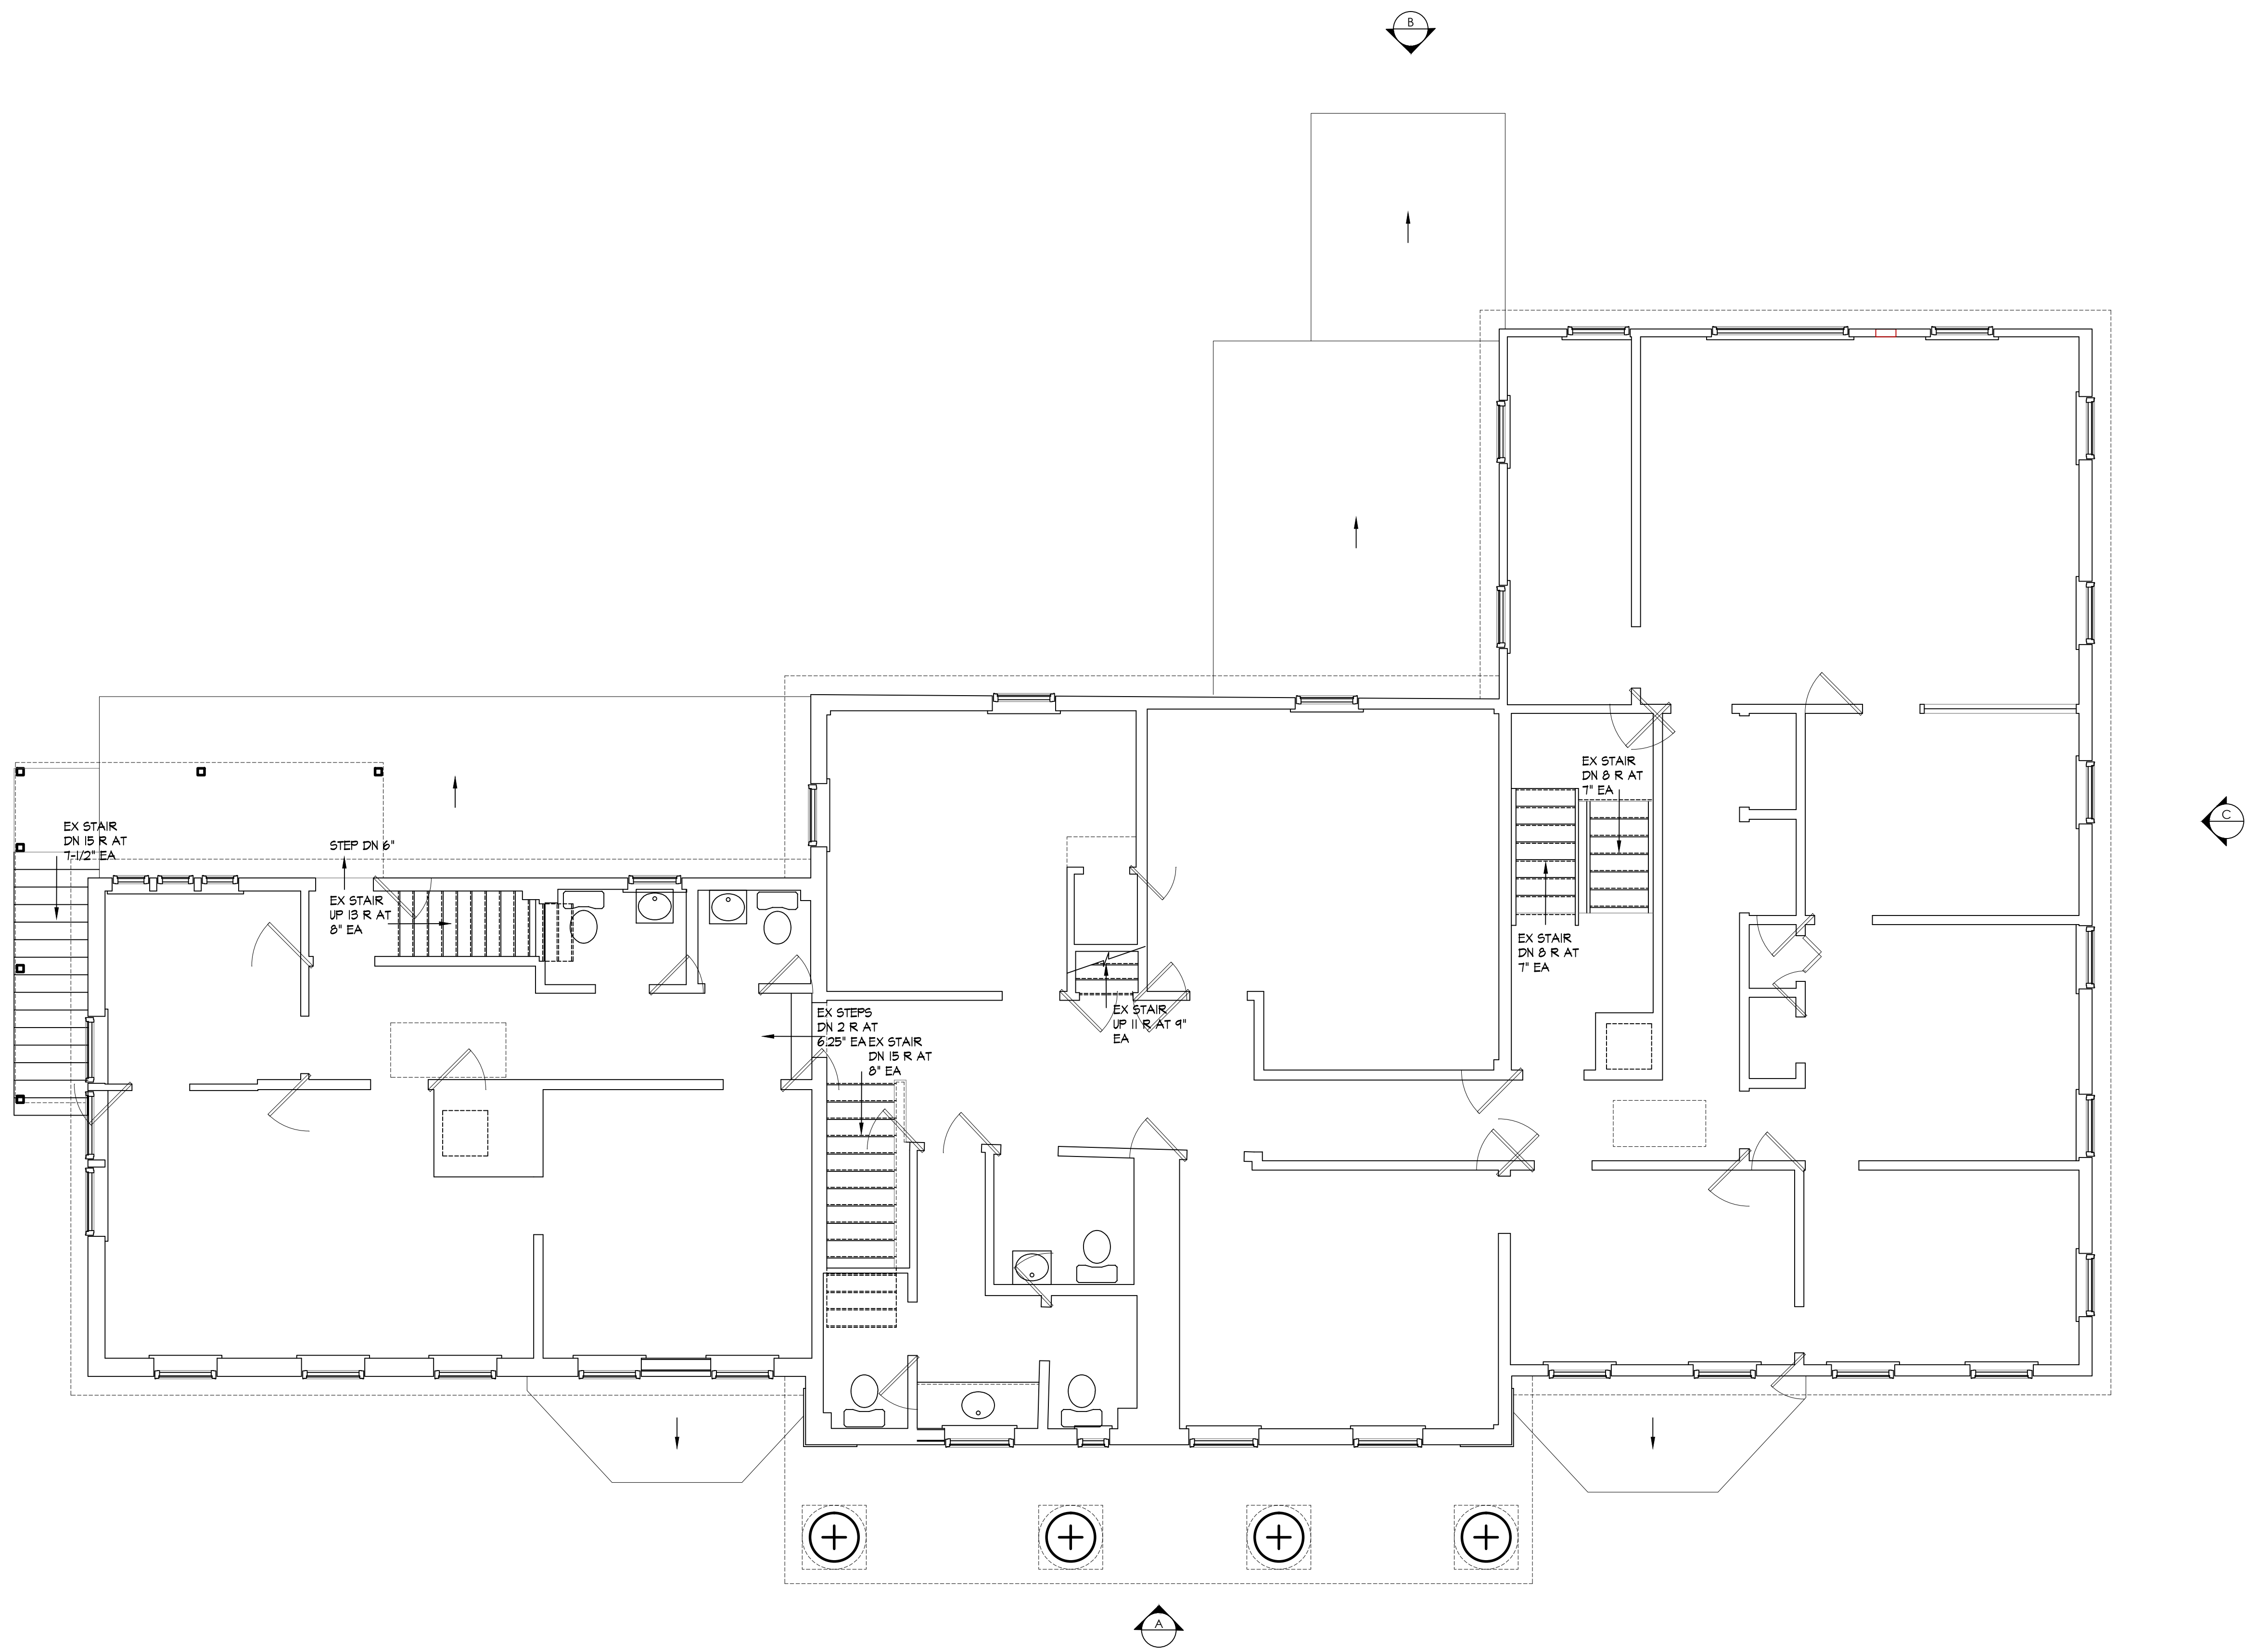 B
EX STAIR
DN 8 R AT
7" EA
C
EX STAIR
DN 15 R AT
7-1/2" EA
STEP DN 6"
EX STAIR
UP 13 R AT
8" EA
EX STAIR
DN 8 R AT
7" EA
EX STEPS
DN 2 R AT
6.25" EA
EX STAIR
DN 15 R AT
8" EA
EX STAIR
UP 11 R AT 9"
EA
A